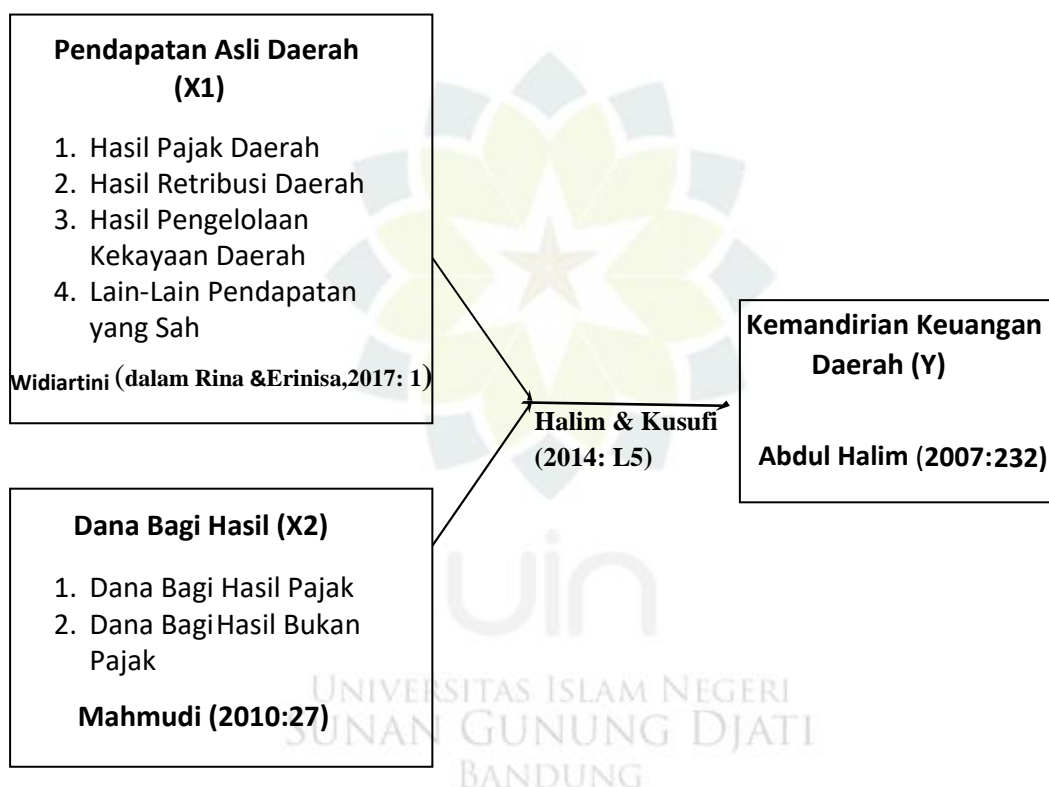 Pendapatan Asli Daerah
(X1)
1. Hasil Pajak Daerah
2. Hasil Retribusi Daerah
3. Hasil Pengelolaan
Kekayaan Daerah
4. Lain-Lain Pendapatan
yang Sah
Widiartini (dalam Rina &Erinisa,2017: 1)
Kemandirian Keuangan
Daerah (Y)
Abdul Halim (2007:232)
Halim & Kusufi
(2014: L5)
Dana Bagi Hasil (X2)
1. Dana Bagi Hasil Pajak
2. Dana Bagi Hasil Bukan
Pajak
Mahmudi (2010:27)
uin
UNIVERSITAS ISLAM NEGERI
SUNAN GUNUNG DJATI
BANDUNG